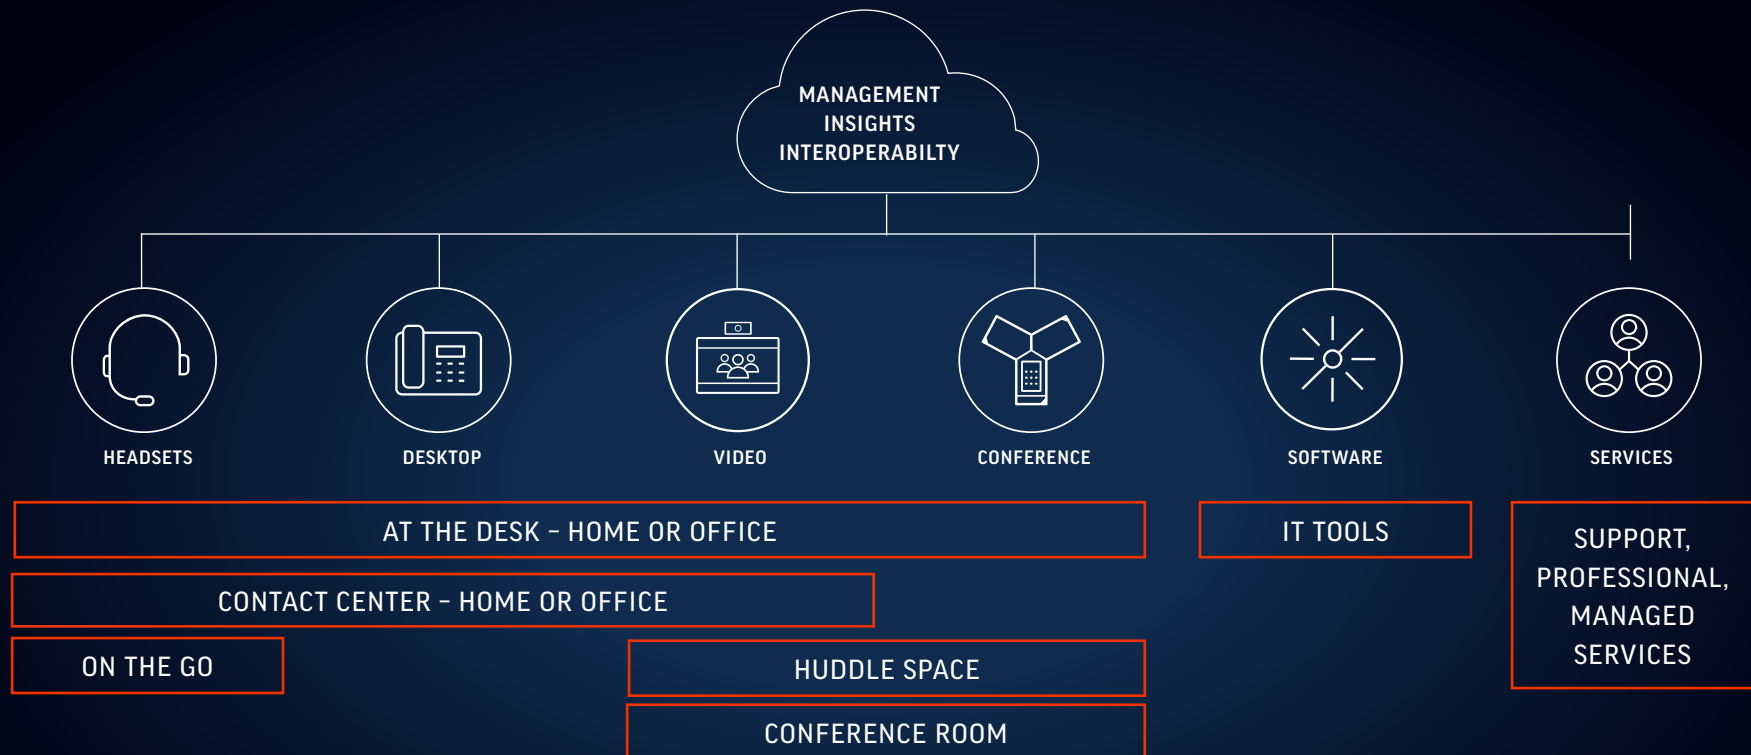 MANAGEMENT
INSIGHTS
INTEROPERABILTY
HEADSETS
DESKTOP
VIDEO
CONFERENCE
SOFTWARE
SERVICES
AT THE DESK – HOME OR OFFICE
IT TOOLS
SUPPORT,
PROFESSIONAL,
MANAGED
SERVICES
CONTACT CENTER – HOME OR OFFICE
ON THE GO
HUDDLE SPACE
CONFERENCE ROOM